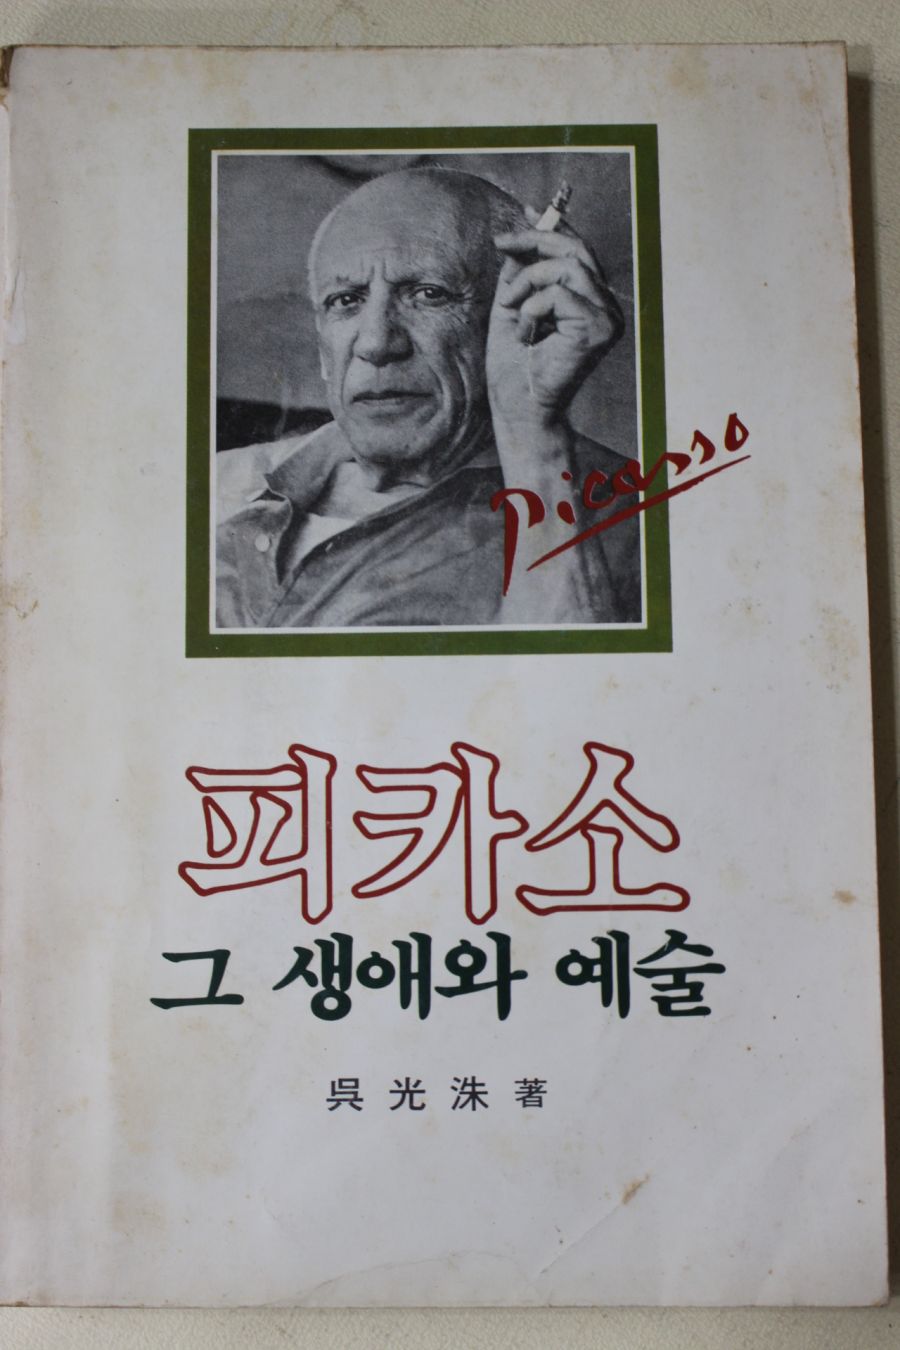 picasso
피카소
그 생애와 예술
吳光洙 著